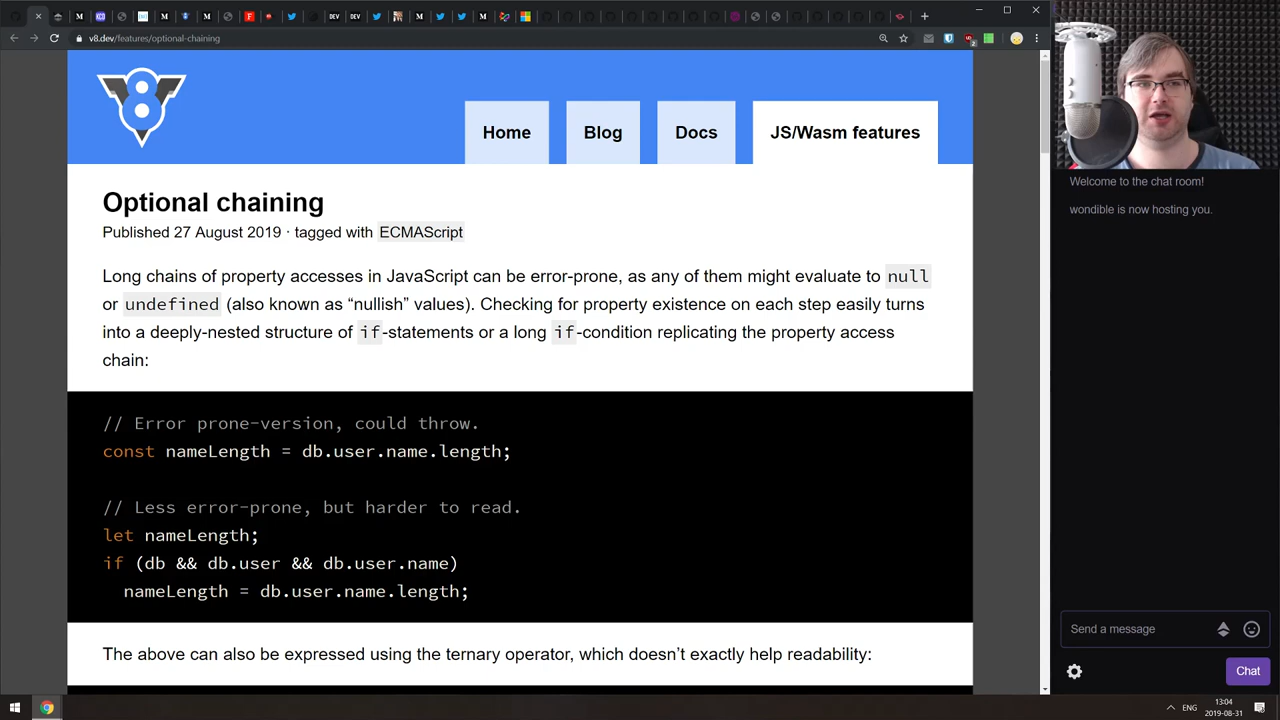 v8.dev/features/optional-chaining
Home
Blog
Docs
JS/Wasm features
Optional chaining
Published 27 August 2019 · tagged with ECMAScript
Long chains of property accesses in JavaScript can be error-prone, as any of them might evaluate to null
or undefined (also known as “nullish” values). Checking for property existence on each step easily turns
into a deeply-nested structure of if-statements or a long if-condition replicating the property access
chain:
// Error prone-version, could throw.
const nameLength = db.user.name.length;
// Less error-prone, but harder to read.
let nameLength;
if (db && db.user && db.user.name)
nameLength = db.user.name.length;
The above can also be expressed using the ternary operator, which doesn’t exactly help readability:
Welcome to the chat room!
wondible is now hosting you.
Send a message
Chat
ENG
13:04
2019-08-31